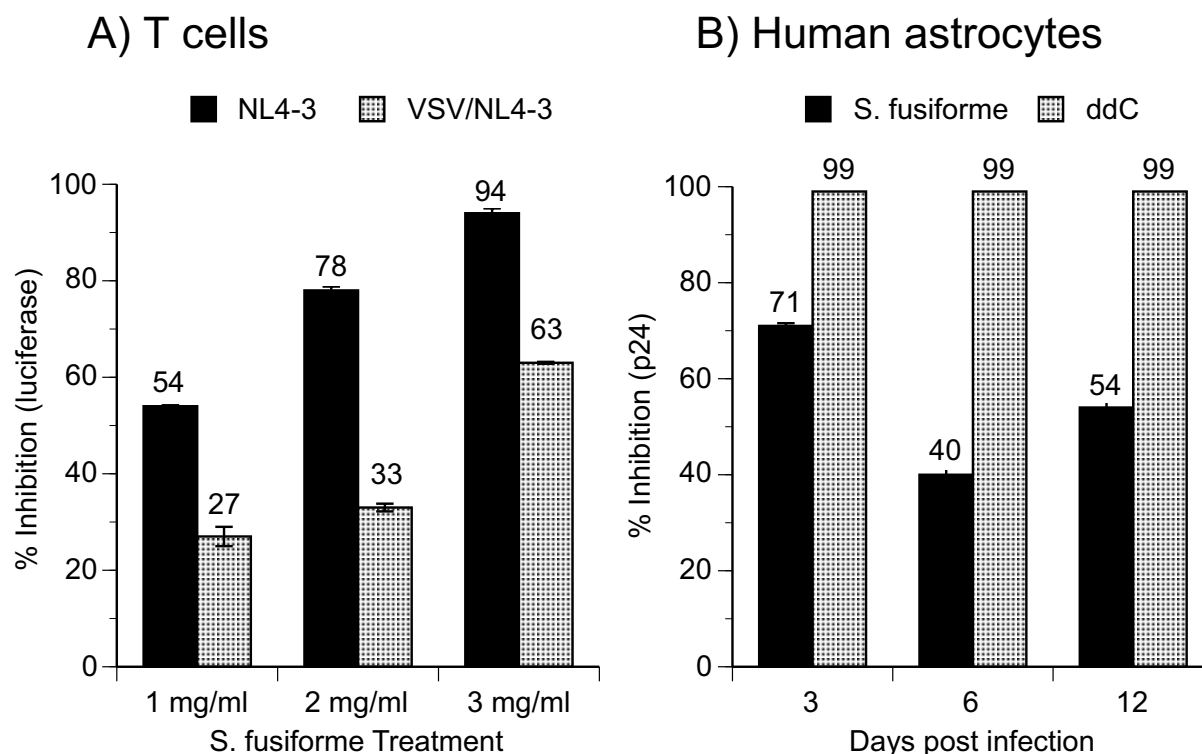 A) T cells
NL4-3 VSV/NL4-3
% Inhibition (luciferase)
100
80
60
40
20
0
54
27
78
33
94
63
1 mg/ml 2 mg/ml 3 mg/ml
S. fusiforme Treatment
B) Human astrocytes
S. fusiforme ddC
% Inhibition (p24)
100
80
60
40
20
0
71
99
40
99
54
99
3 6 12
Days post infection